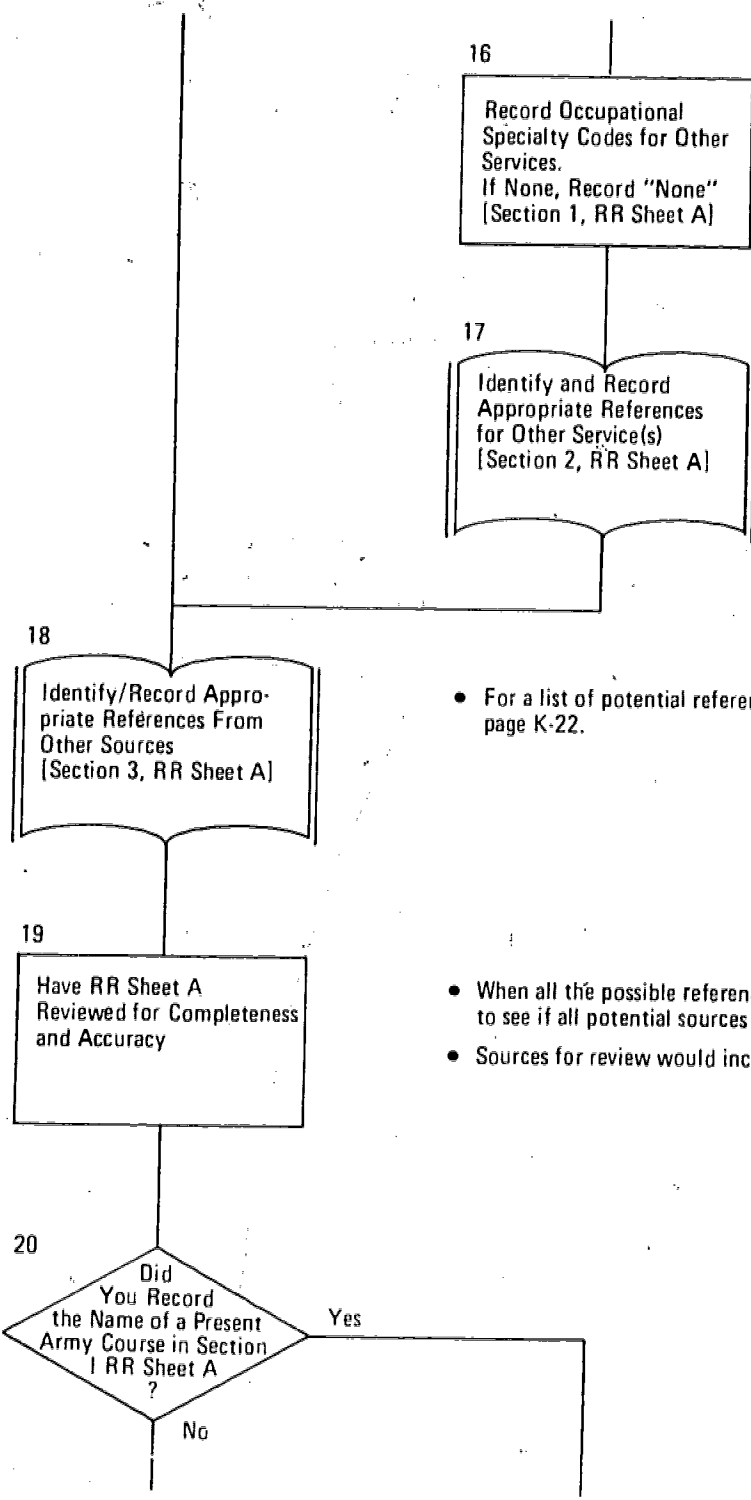 16
Record Occupational
Specialty Codes for Other
Services.
If None, Record "None"
[Section 1, RR Sheet A]
17
Identify and Record
Appropriate References
for Other Service(s)
[Section 2, RR Sheet A]
18
Identify/Record Appro-
priate References From
Other Sources
[Section 3, RR Sheet A]
• For a list of potential
page K-22.
19
Have RR Sheet A
Reviewed for Completeness
and Accuracy
• When all the possible
to see if all potential sources
• Sources for review would
20
Did
You Record
the Name of a Present
Army Course in Section
I RR Sheet A
?
Yes
No